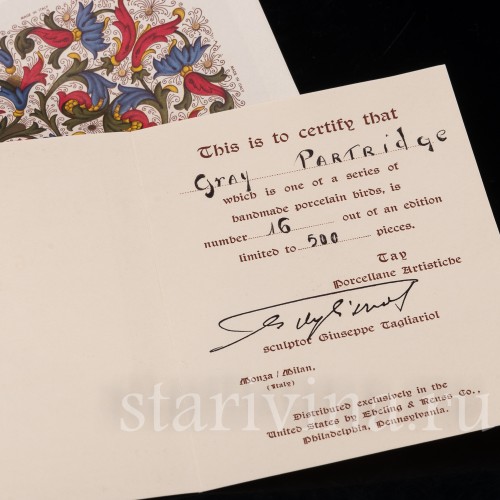 This is to certify that
Gray Partridge
which is one of a series of
handmade porcelain birds, is
number 16 out of an edition
limited to 500 pieces.
Tay
Porcellane Artistiche
sculptor Giuseppe Tagliariol
Monza / Milan.
(Italy)
Distributed exclusively in the
United States by Ebeling & Reuss Co.,
Philadelphia, Pennsylvania.
starivina.ru